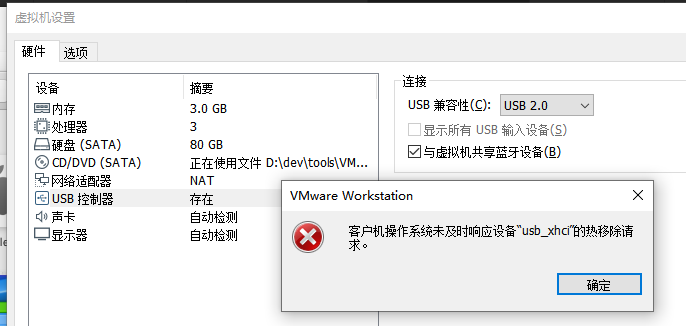 虚拟机设置
硬件 选项
设备 摘要
内存 3.0 GB
处理器 3
硬盘 (SATA) 80 GB
CD/DVD (SATA) 正在使用文件 D:\dev\tools\VM...
网络适配器 NAT
USB 控制器 存在
声卡 自动检测
显示器 自动检测
连接
USB 兼容性(C): USB 2.0
显示所有 USB 输入设备(S)
与虚拟机共享蓝牙设备(B)
VMware Workstation
客户机操作系统未及时响应设备“usb_xhci”的热移除请
求。
确定